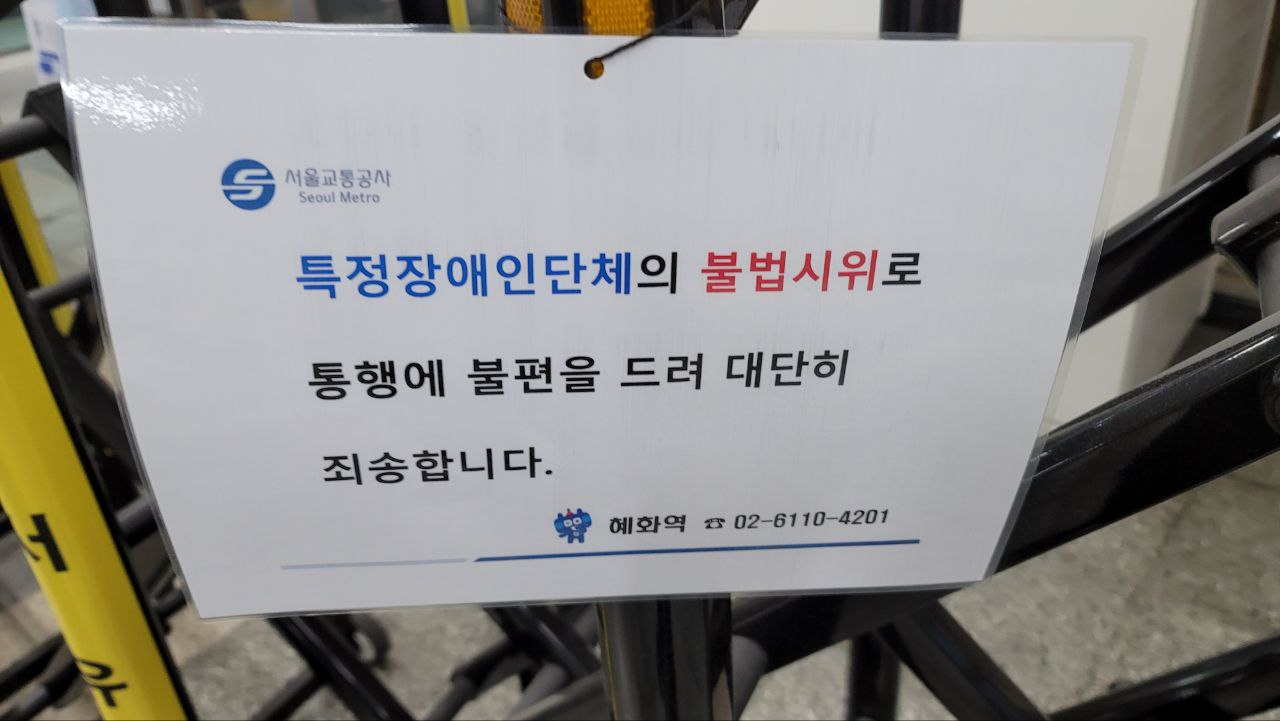 서울교통공사
Seoul Metro
특정장애인단체의 불법시위로
통행에 불편을 드려 대단히
죄송합니다.
혜화역 ☎ 02-6110-4201
서